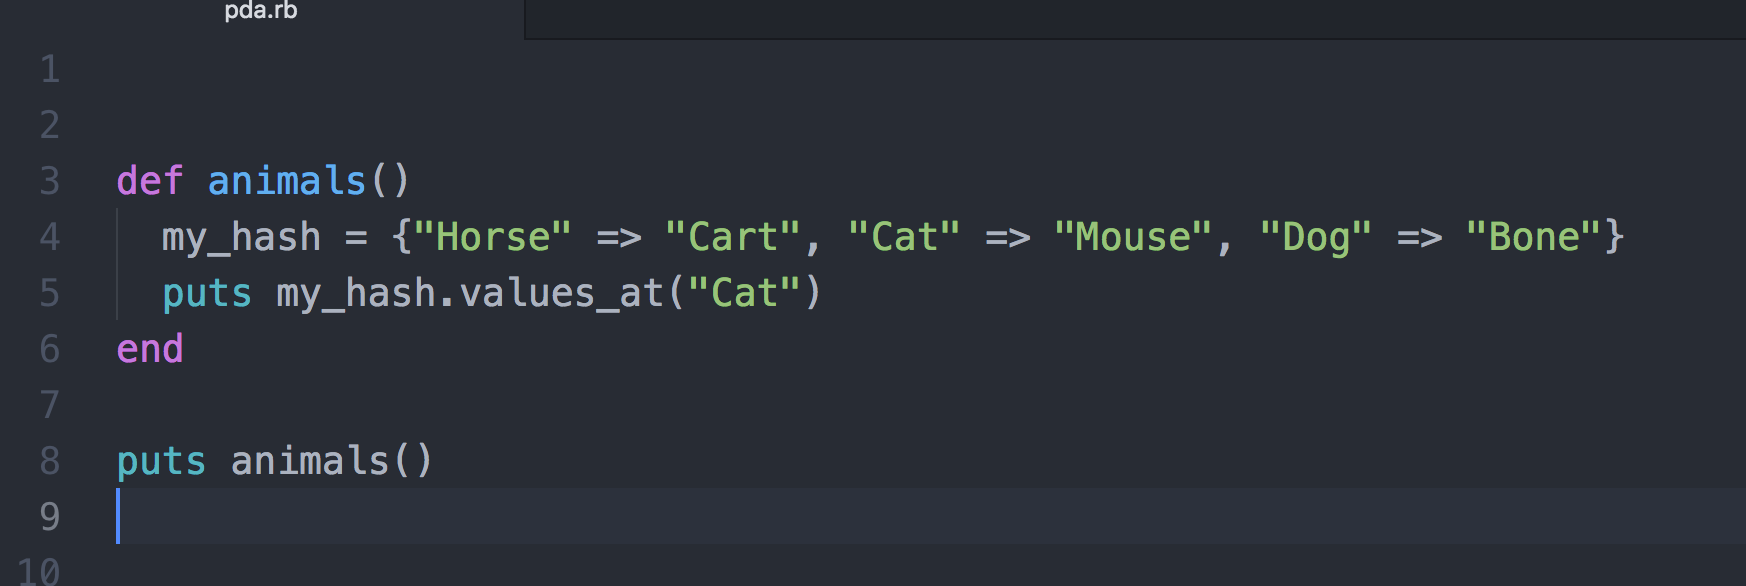 pda.rb
1
2
3 def animals()
4 my_hash = {"Horse" => "Cart", "Cat" => "Mouse", "Dog" => "Bone"}
5 puts my_hash.values_at("Cat")
6 end
7
8 puts animals()
9
10